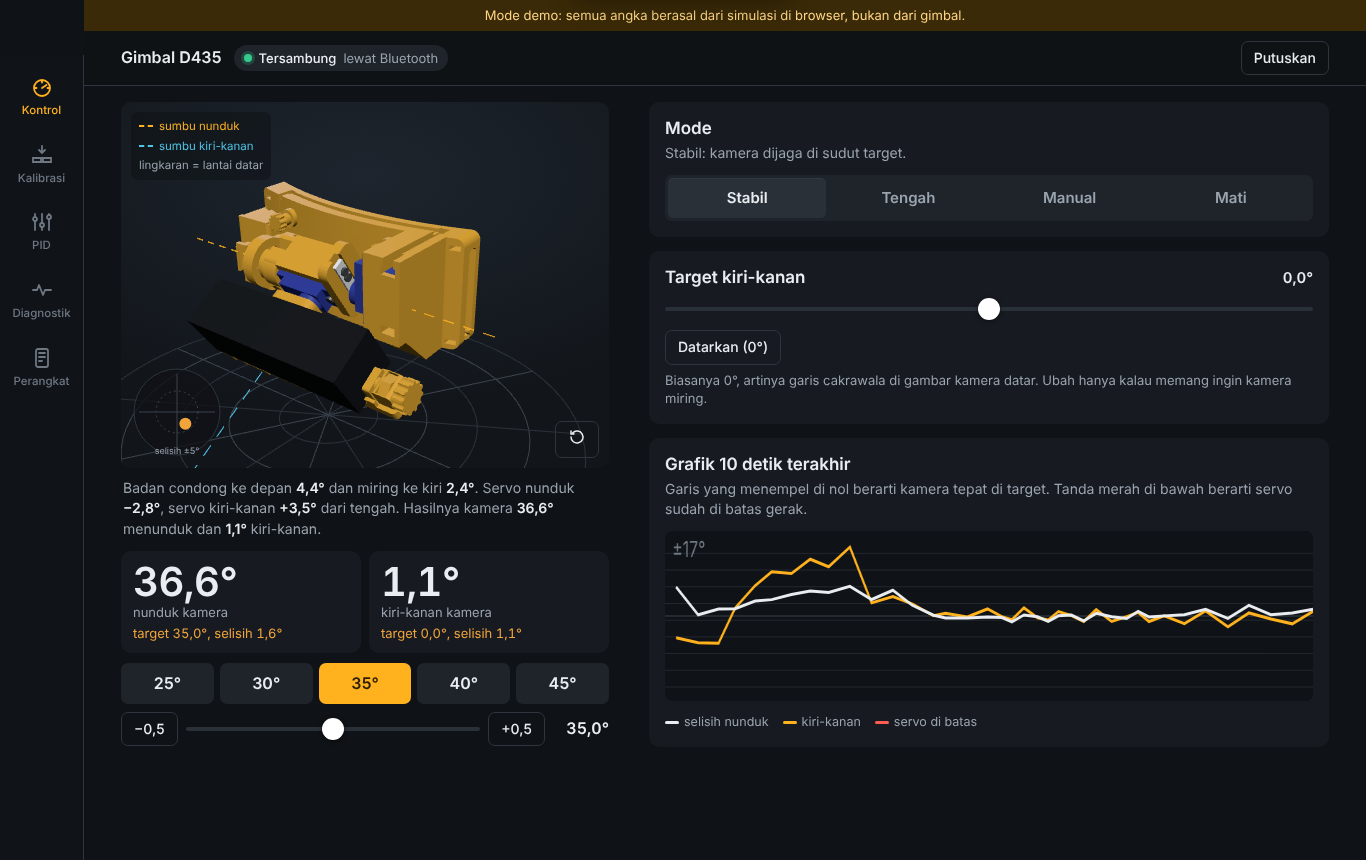 Mode demo: semua angka berasal dari simulasi di browser, bukan dari gimbal.
Gimbal D435
Tersambung lewat Bluetooth
Putuskan
Kontrol
Kalibrasi
PID
Diagnostik
Perangkat
sumbu nunduk
sumbu kiri-kanan
lingkaran = lantai datar
selisih ±5°
Badan condong ke depan 4,4° dan miring ke kiri 2,4°. Servo nunduk
−2,8°, servo kiri-kanan +3,5° dari tengah. Hasilnya kamera 36,6°
menunduk dan 1,1° kiri-kanan.
36,6°
nunduk kamera
target 35,0°, selisih 1,6°
1,1°
kiri-kanan kamera
target 0,0°, selisih 1,1°
25°
30°
35°
40°
45°
−0,5
+0,5
35,0°
Mode
Stabil: kamera dijaga di sudut target.
Stabil
Tengah
Manual
Mati
Target kiri-kanan
0,0°
Datarkan (0°)
Biasanya 0°, artinya garis cakrawala di gambar kamera datar. Ubah hanya kalau memang ingin kamera
miring.
Grafik 10 detik terakhir
Garis yang menempel di nol berarti kamera tepat di target. Tanda merah di bawah berarti servo
sudah di batas gerak.
±17°
selisih nunduk
kiri-kanan
servo di batas